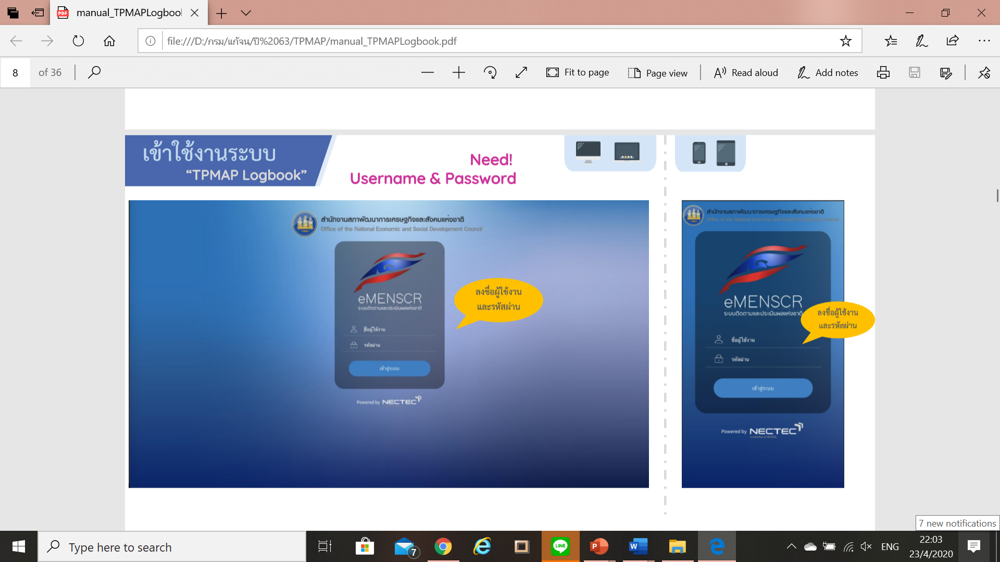 manual_TPMAPLogbool
file:///D:/กรม/แก้จน/ปี%2063/TPMAP/manual_TPMAPLogbook.pdf
8 of 36
Fit to page
Page view
Read aloud
Add notes
เข้าใช้งานระบบ
“TPMAP Logbook”
Need!
Username & Password
สำนักงานสภาพัฒนาการเศรษฐกิจและสังคมแห่งชาติ
Office of the National Economic and Social Development Council
eMENSCR
ระบบติดตามและประเมินผลแห่งชาติ
ชื่อผู้ใช้งาน
รหัสผ่าน
เข้าสู่ระบบ
Powered by NECTEC
ลงชื่อผู้ใช้งาน
และรหัสผ่าน
สำนักงานสภาพัฒนาการเศรษฐกิจและสังคมแห่งชาติ
Office of the National Economic and Social Development Council
eMENSCR
ระบบติดตามและประเมินผลแห่งชาติ
ชื่อผู้ใช้งาน
รหัสผ่าน
เข้าสู่ระบบ
Powered by NECTEC
ลงชื่อผู้ใช้งาน
และรหัสผ่าน
7 new notifications
Type here to search
7
LINE
ENG
22:03
23/4/2020